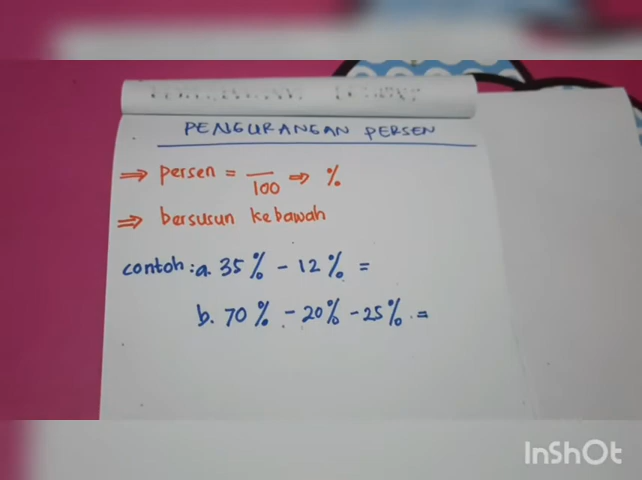 PENGURANGAN PERSEN
⇒ persen = —/100 ⇒ %
⇒ bersusun kebawah
contoh : a. 35% - 12% =
b. 70% - 20% - 25% =
InShOt